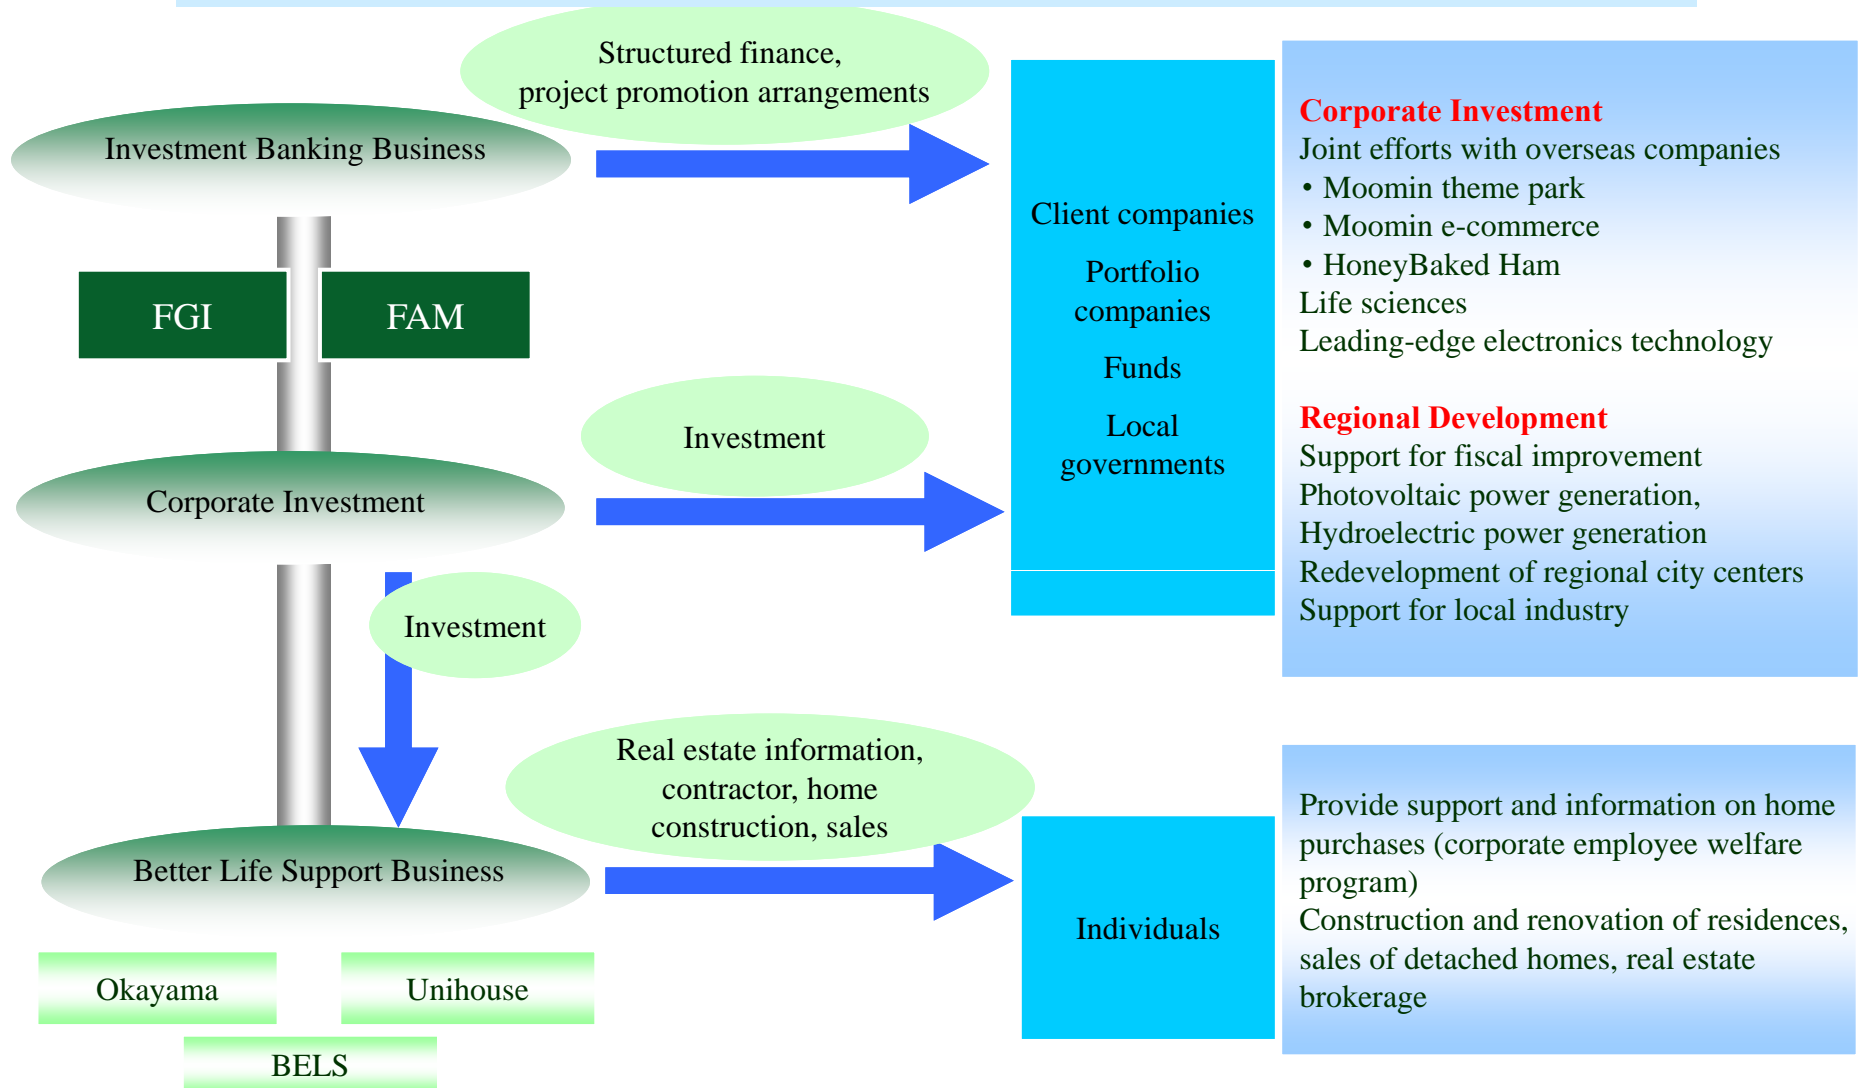 Structured finance,
project promotion arrangements
Investment Banking Business
FGI
FAM
Investment
Corporate Investment
Investment
Real estate information,
contractor, home
construction, sales
Better Life Support Business
Okayama
Unihouse
BELS
Client companies
Portfolio
companies
Funds
Local
governments
Individuals
Corporate Investment
Joint efforts with overseas companies
・Moomin theme park
・Moomin e-commerce
・HoneyBaked Ham
Life sciences
Leading-edge electronics technology
Regional Development
Support for fiscal improvement
Photovoltaic power generation,
Hydroelectric power generation
Redevelopment of regional city centers
Support for local industry
Provide support and information on home
purchases (corporate employee welfare
program)
Construction and renovation of residences,
sales of detached homes, real estate
brokerage